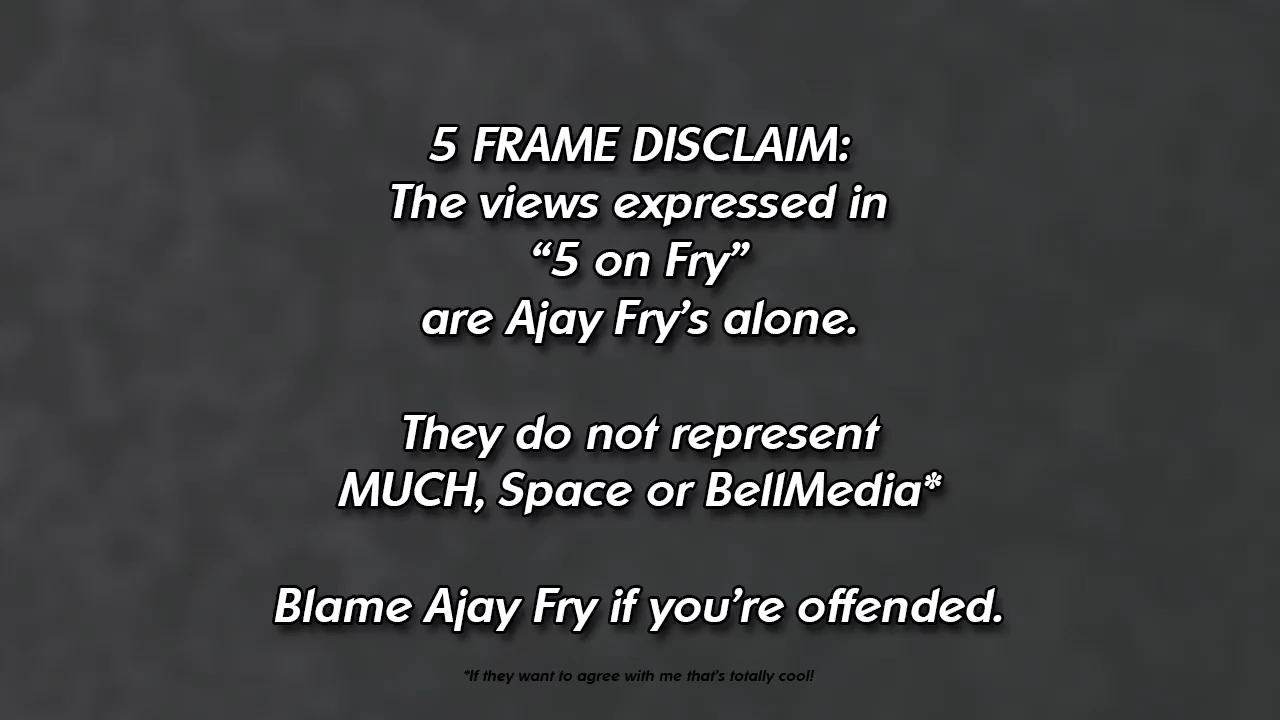 5 FRAME DISCLAIM:
The views expressed in
“5 on Fry”
are Ajay Fry’s alone.
They do not represent
MUCH, Space or BellMedia*
Blame Ajay Fry if you’re offended.
*If they want to agree with me that's totally cool!